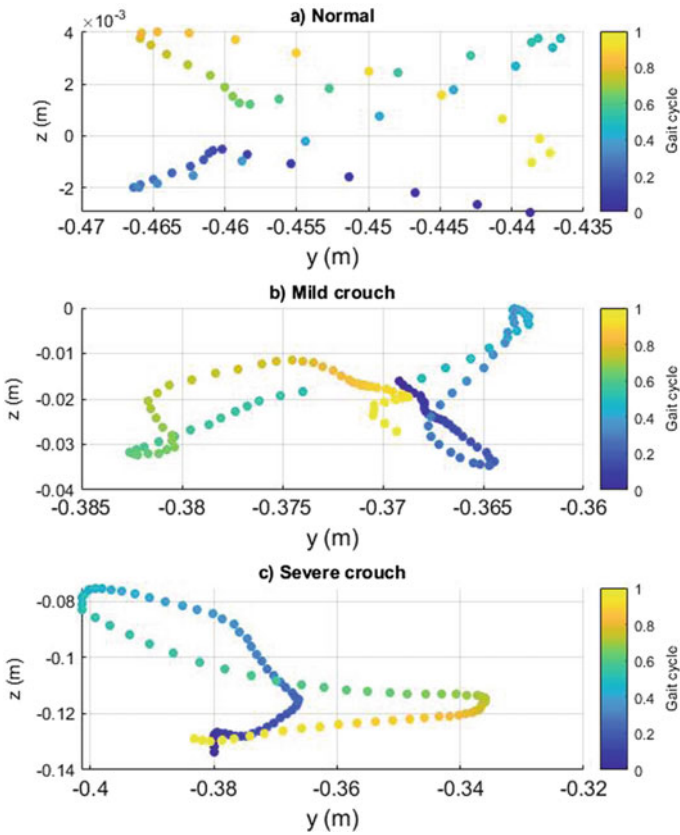 a) Normal
×10⁻³
4
2
0
-2
z (m)
-0.47 -0.465 -0.46 -0.455 -0.45 -0.445 -0.44 -0.435
y (m)
1
0.8
0.6
0.4
0.2
0
Gait cycle
b) Mild crouch
0
-0.01
-0.02
-0.03
-0.04
z (m)
-0.385 -0.38 -0.375 -0.37 -0.365 -0.36
y (m)
1
0.8
0.6
0.4
0.2
0
Gait cycle
c) Severe crouch
-0.08
-0.1
-0.12
-0.14
z (m)
-0.4 -0.38 -0.36 -0.34 -0.32
y (m)
1
0.8
0.6
0.4
0.2
0
Gait cycle